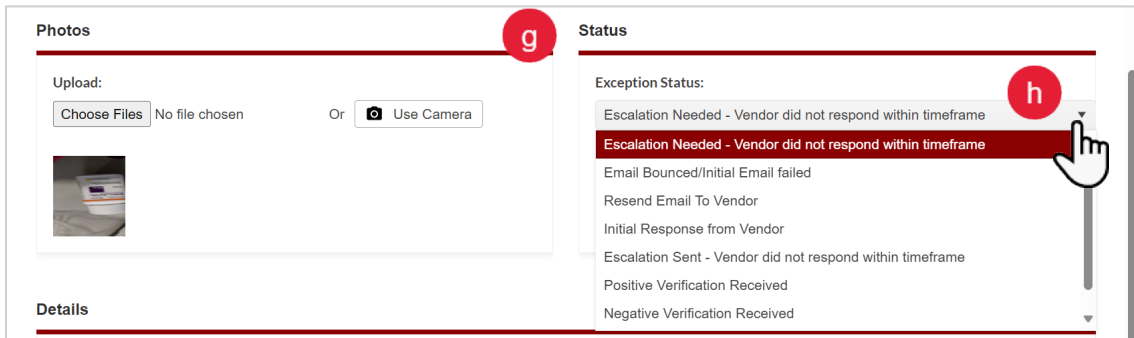 Photos
g
Status
Upload:
Choose Files No file chosen Or Use Camera
Exception Status:
h
Escalation Needed - Vendor did not respond within timeframe
Escalation Needed - Vendor did not respond within timeframe
Email Bounced/Initial Email failed
Resend Email To Vendor
Initial Response from Vendor
Escalation Sent - Vendor did not respond within timeframe
Positive Verification Received
Negative Verification Received
Details